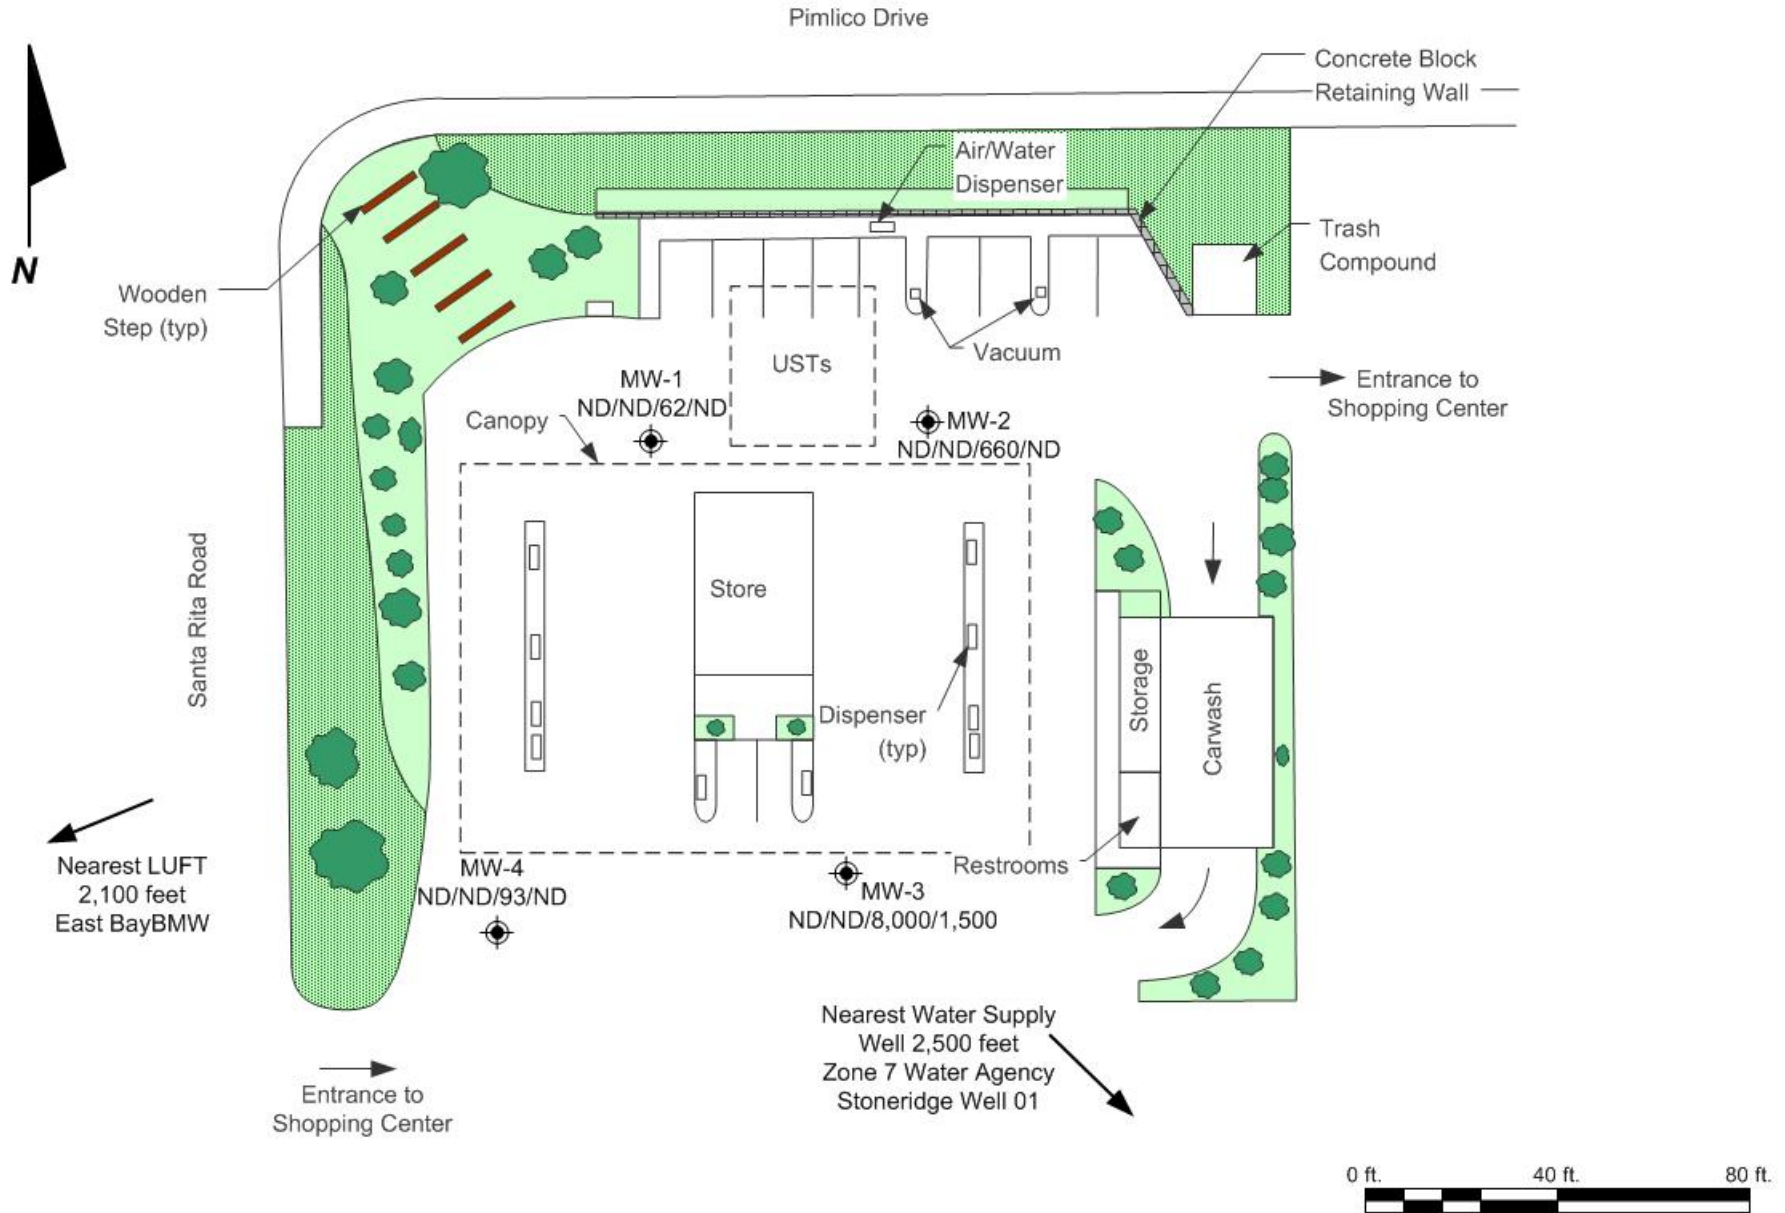 Pimlico Drive
Concrete Block
Retaining Wall
Air/Water
Dispenser
Trash
Compound
N
Wooden
Step (typ)
Vacuum
USTs
MW-1
ND/ND/62/ND
Entrance to
Shopping Center
Canopy
MW-2
ND/ND/660/ND
Santa Rita Road
Store
Storage
Carwash
Dispenser
(typ)
Nearest LUFT
2,100 feet
East BayBMW
MW-4
ND/ND/93/ND
Restrooms
MW-3
ND/ND/8,000/1,500
Nearest Water Supply
Well 2,500 feet
Zone 7 Water Agency
Stoneridge Well 01
Entrance to
Shopping Center
0 ft. 40 ft. 80 ft.